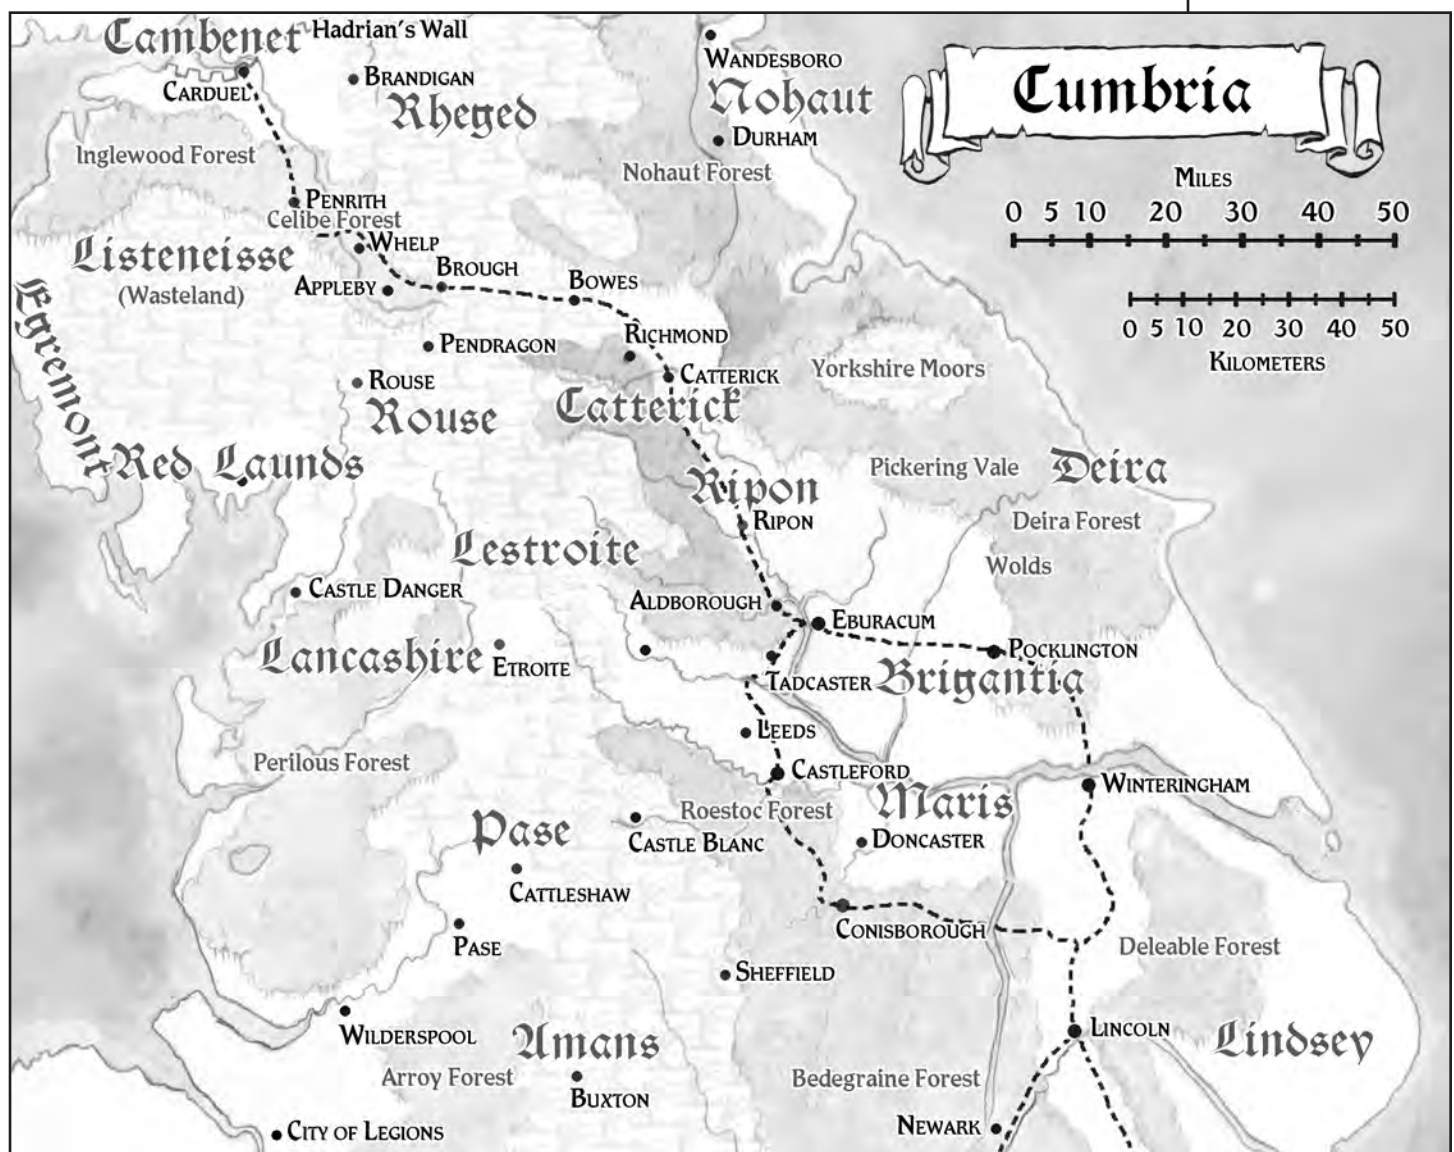 Cambenet
Hadrian's Wall
Wandesboro
Cumbria
Carduel
Brandigan
Rheged
Nohaut
Durham
Inglewood Forest
Nohaut Forest
Miles
0 5 10 20 30 40 50
Penrith
Celibe Forest
Whelp
Listeneisse
(Wasteland)
Appleby
Brough
Bowes
Egremont
0 5 10 20 30 40 50
Kilometers
Pendragon
Richmond
Catterick
Yorkshire Moors
Rouse
Rouse
Catterick
Red Launds
Ripon
Pickering Vale
Deira
Ripon
Deira Forest
Lestroite
Wolds
Castle Danger
Aldborough
Eburacum
Lancashire
Etroite
Pocklington
Tadcaster
Brigantia
Leeds
Perilous Forest
Castleford
Winteringham
Roestoc Forest
Maris
Pase
Castle Blanc
Doncaster
Cattleshaw
Pase
Conisborough
Deleable Forest
Sheffield
Wilderspool
Amans
Lincoln
Lindsey
Arroy Forest
Buxton
Bedegraine Forest
Newark
City of Legions